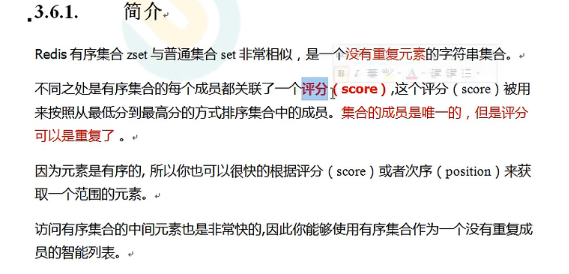 3.6.1. 简介
Redis 有序集合 zset 与普通集合 set 非常相似，是一个没有重复元素的字符串集合。
不同之处是有序集合的每个成员都关联了一个评分（score）,这个评分（score）被用
来按照从最低分到最高分的方式排序集合中的成员。集合的成员是唯一的，但是评分
可以是重复了 。
因为元素是有序的, 所以你也可以很快的根据评分（score）或者次序（position）来获
取一个范围的元素。
访问有序集合的中间元素也是非常快的,因此你能够使用有序集合作为一个没有重复成
员的智能列表。